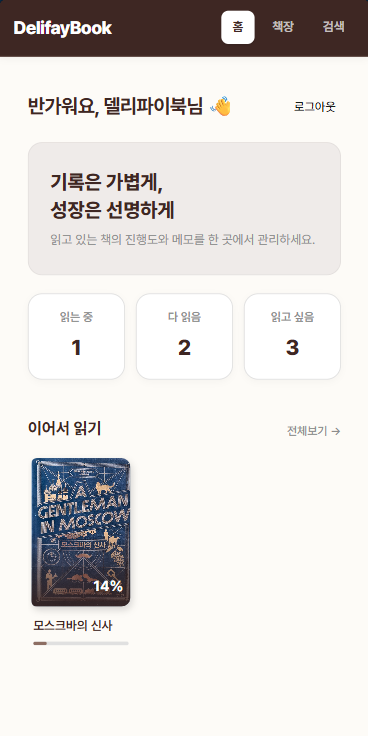 DelifayBook
홈 책장 검색
반가워요, 델리파이북님 👋
로그아웃
기록은 가볍게,
성장은 선명하게
읽고 있는 책의 진행도와 메모를 한 곳에서 관리하세요.
읽는 중 다 읽음 읽고 싶음
1 2 3
이어서 읽기
전체보기 →
A
GENTLEMAN
IN MOSCOW
모스크바의 신사
14%
모스크바의 신사